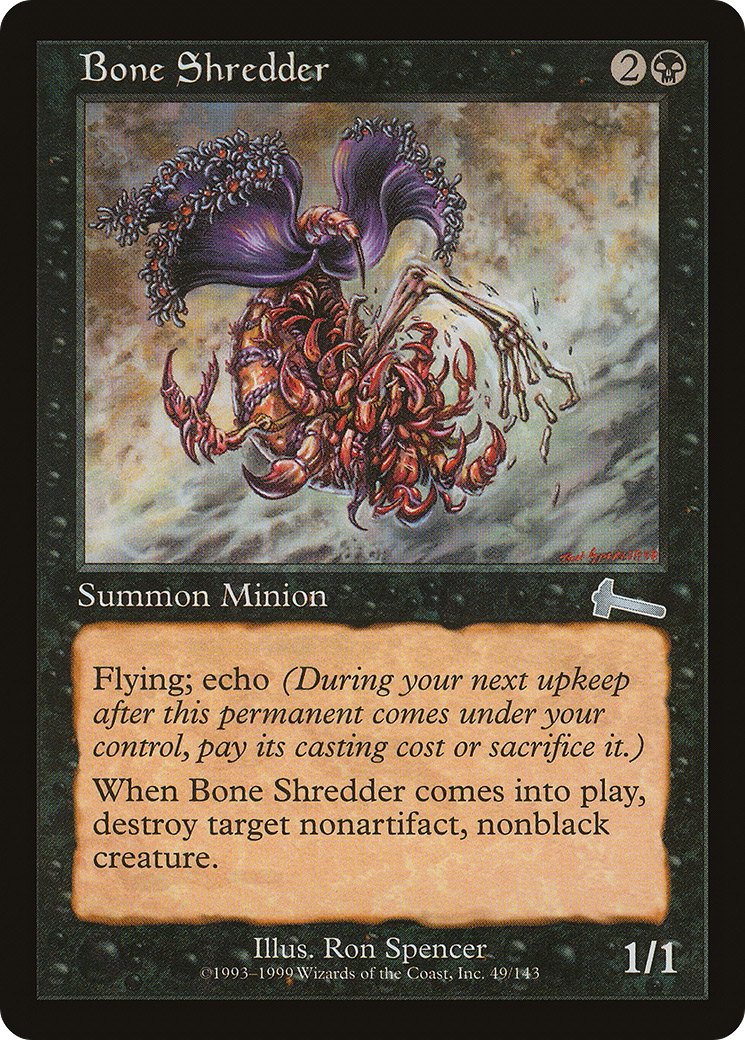 Bone Shredder 2
Summon Minion
Flying; echo (During your next upkeep
after this permanent comes under your
control, pay its casting cost or sacrifice it.)
When Bone Shredder comes into play,
destroy target nonartifact, nonblack
creature.
Illus. Ron Spencer
©1993–1999 Wizards of the Coast, Inc. 49/143
1/1